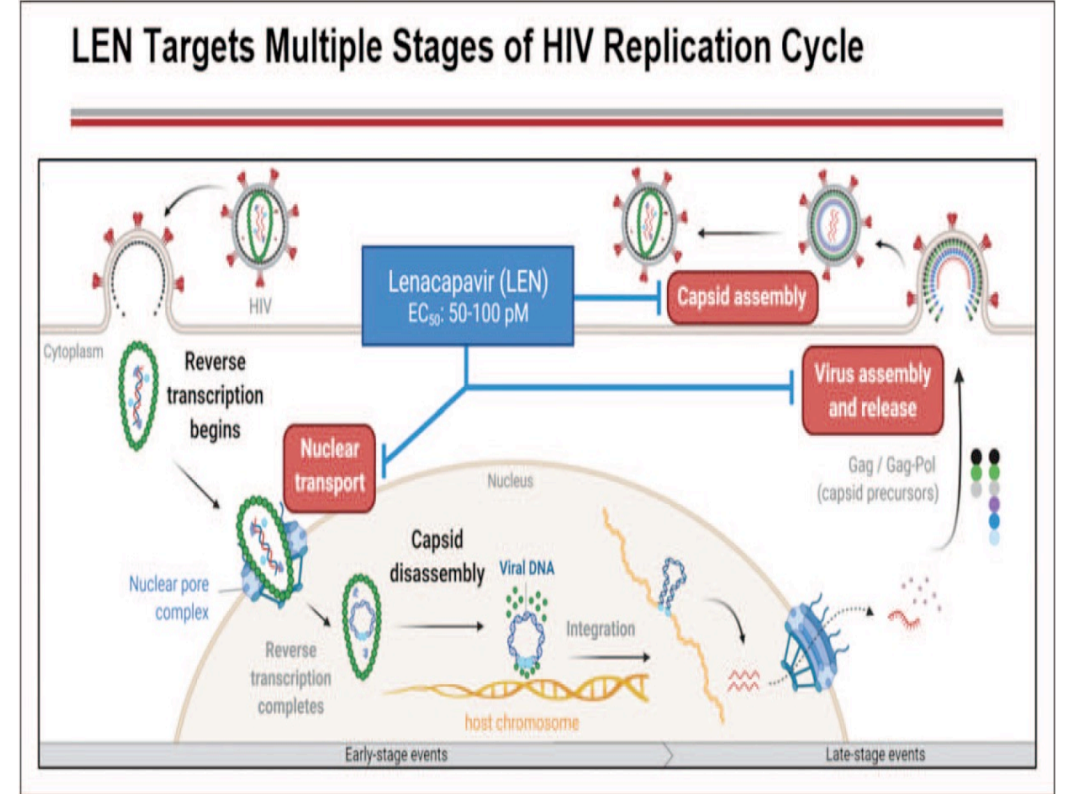 LEN Targets Multiple Stages of HIV Replication Cycle
HIV
Lenacapavir (LEN)
EC₅₀: 50-100 pM
Capsid assembly
Cytoplasm
Reverse
transcription
begins
Virus assembly
and release
Nuclear
transport
Nucleus
Gag / Gag-Pol
(capsid precursors)
Capsid
disassembly
Viral DNA
Nuclear pore
complex
Integration
Reverse
transcription
completes
host chromosome
Early-stage events
Late-stage events